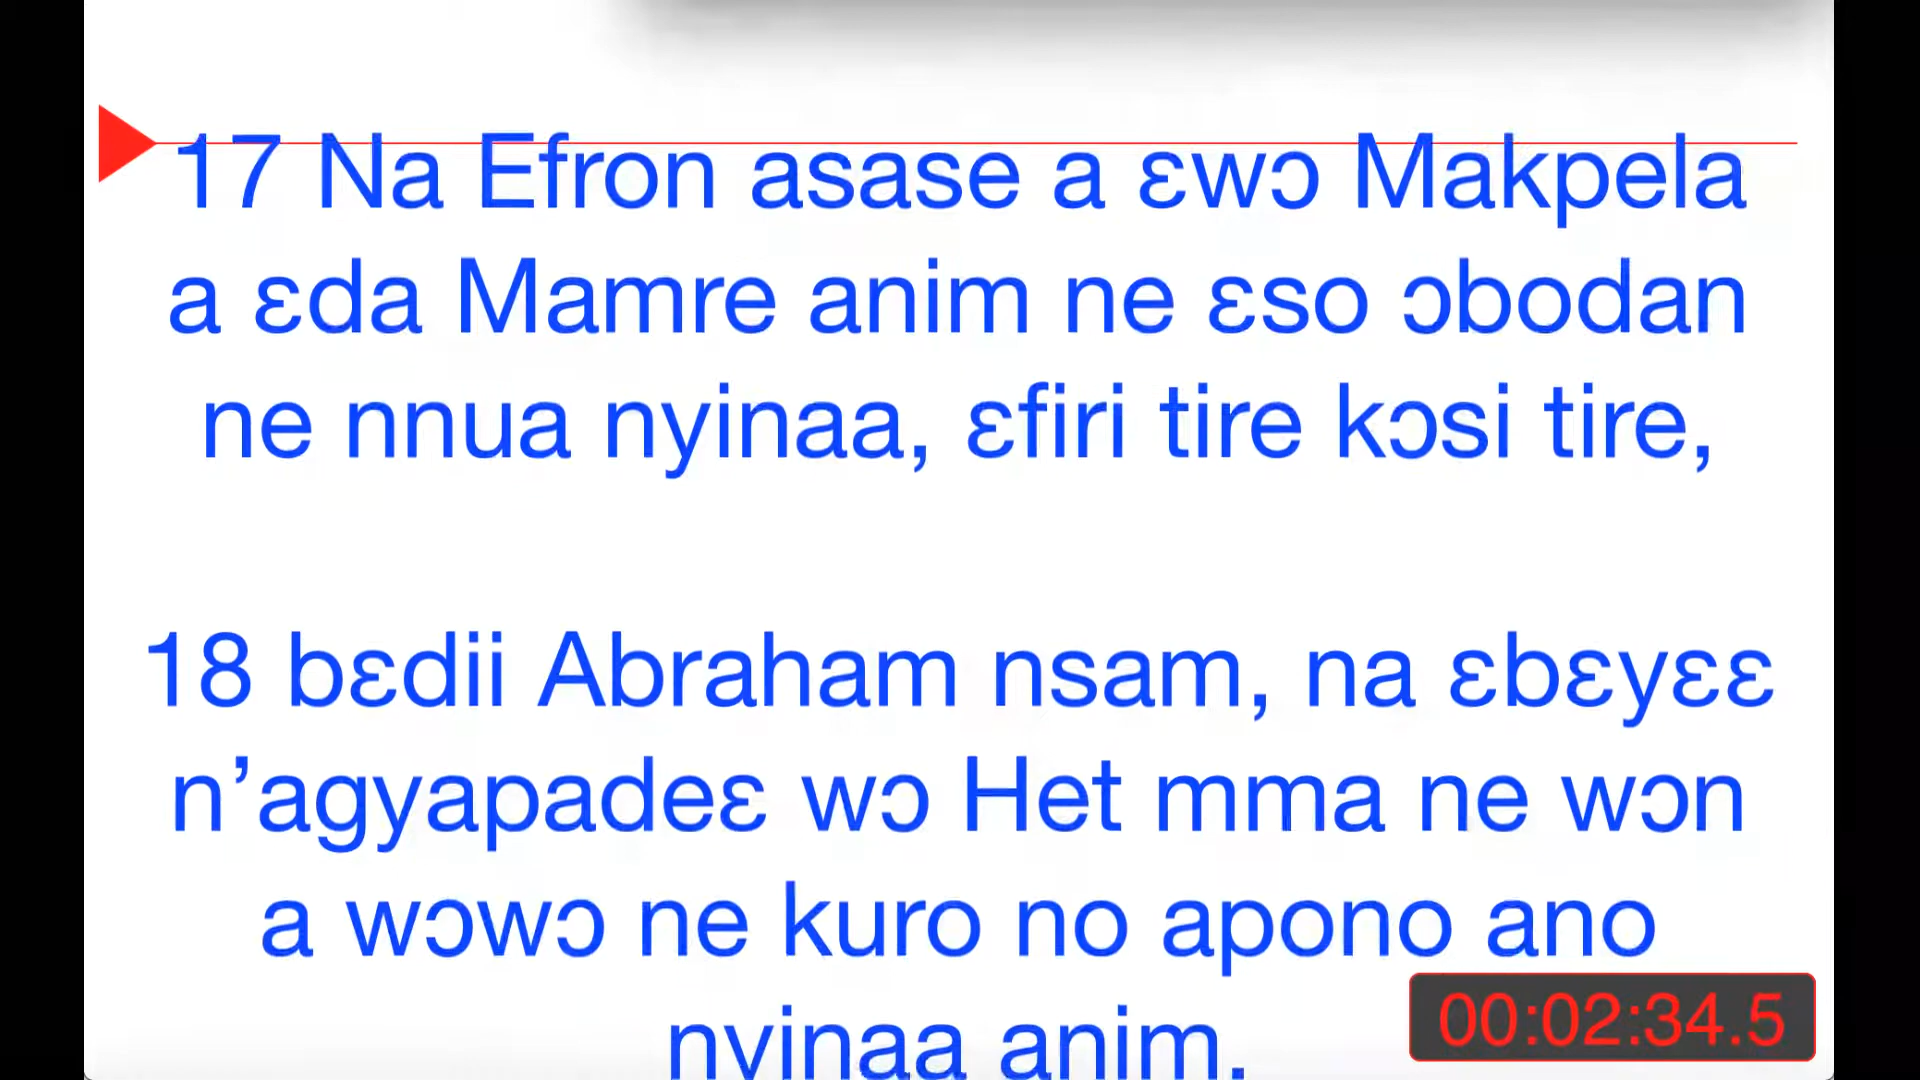 17 Na Efron asase a ɛwɔ Makpela
a ɛda Mamre anim ne ɛso ɔbodan
ne nnua nyinaa, ɛfiri tire kɔsi tire,
18 bɛdii Abraham nsam, na ɛbɛyɛɛ
n’agyapadeɛ wɔ Het mma ne wɔn
a wɔwɔ ne kuro no apono ano
nyinaa anim.
00:02:34.5